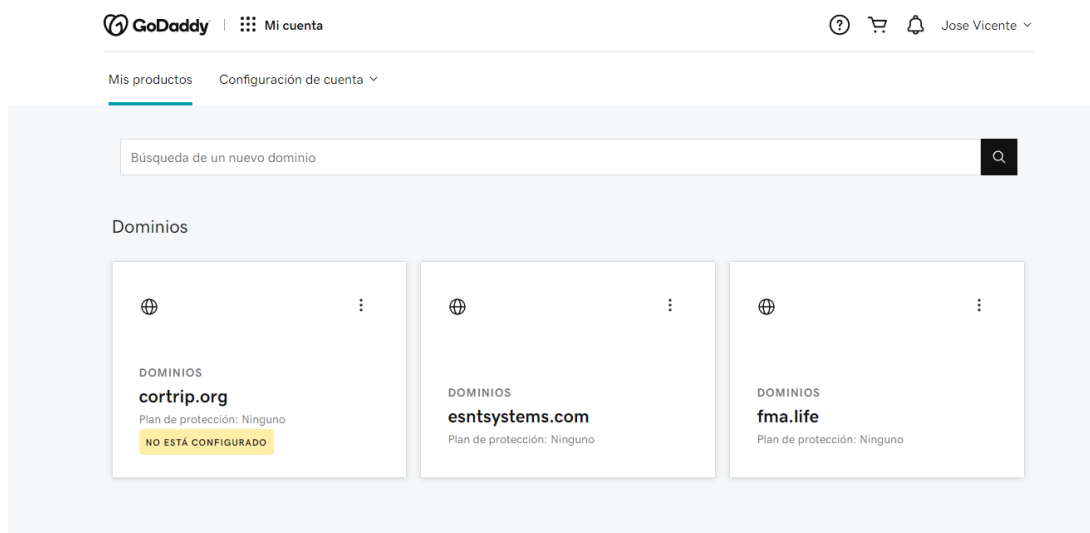 GoDaddy
Mi cuenta
Jose Vicente
Mis productos
Configuración de cuenta
Búsqueda de un nuevo dominio
Dominios
DOMINIOS
cortrip.org
Plan de protección: Ninguno
NO ESTÁ CONFIGURADO
DOMINIOS
esntsystems.com
Plan de protección: Ninguno
DOMINIOS
fma.life
Plan de protección: Ninguno